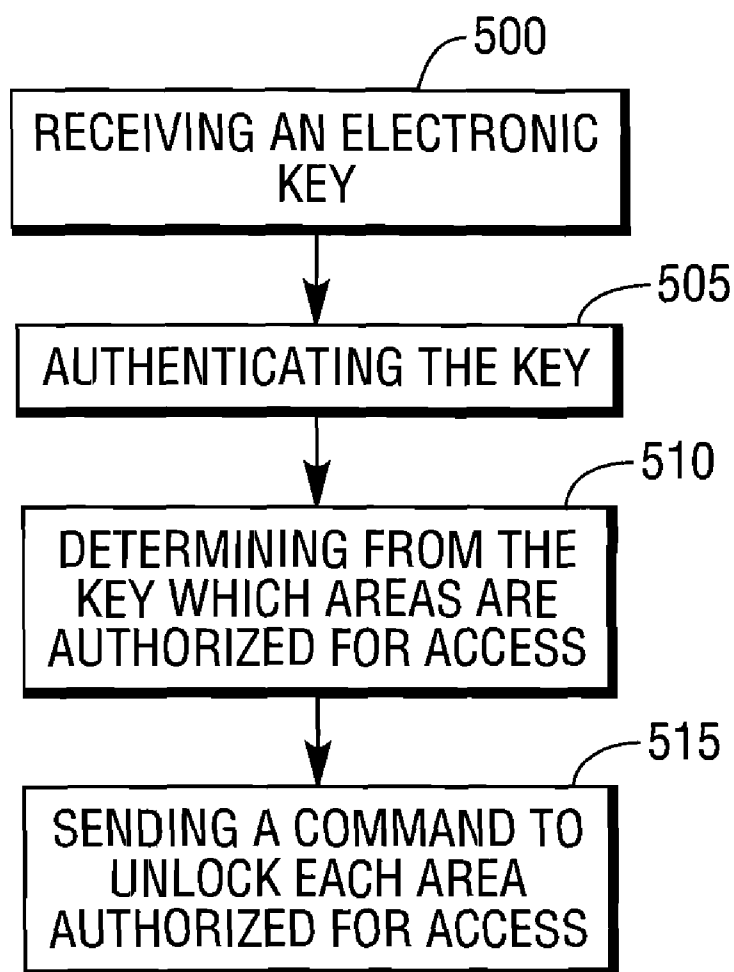 500
RECEIVING AN ELECTRONIC
KEY
505
AUTHENTICATING THE KEY
510
DETERMINING FROM THE
KEY WHICH AREAS ARE
AUTHORIZED FOR ACCESS
515
SENDING A COMMAND TO
UNLOCK EACH AREA
AUTHORIZED FOR ACCESS